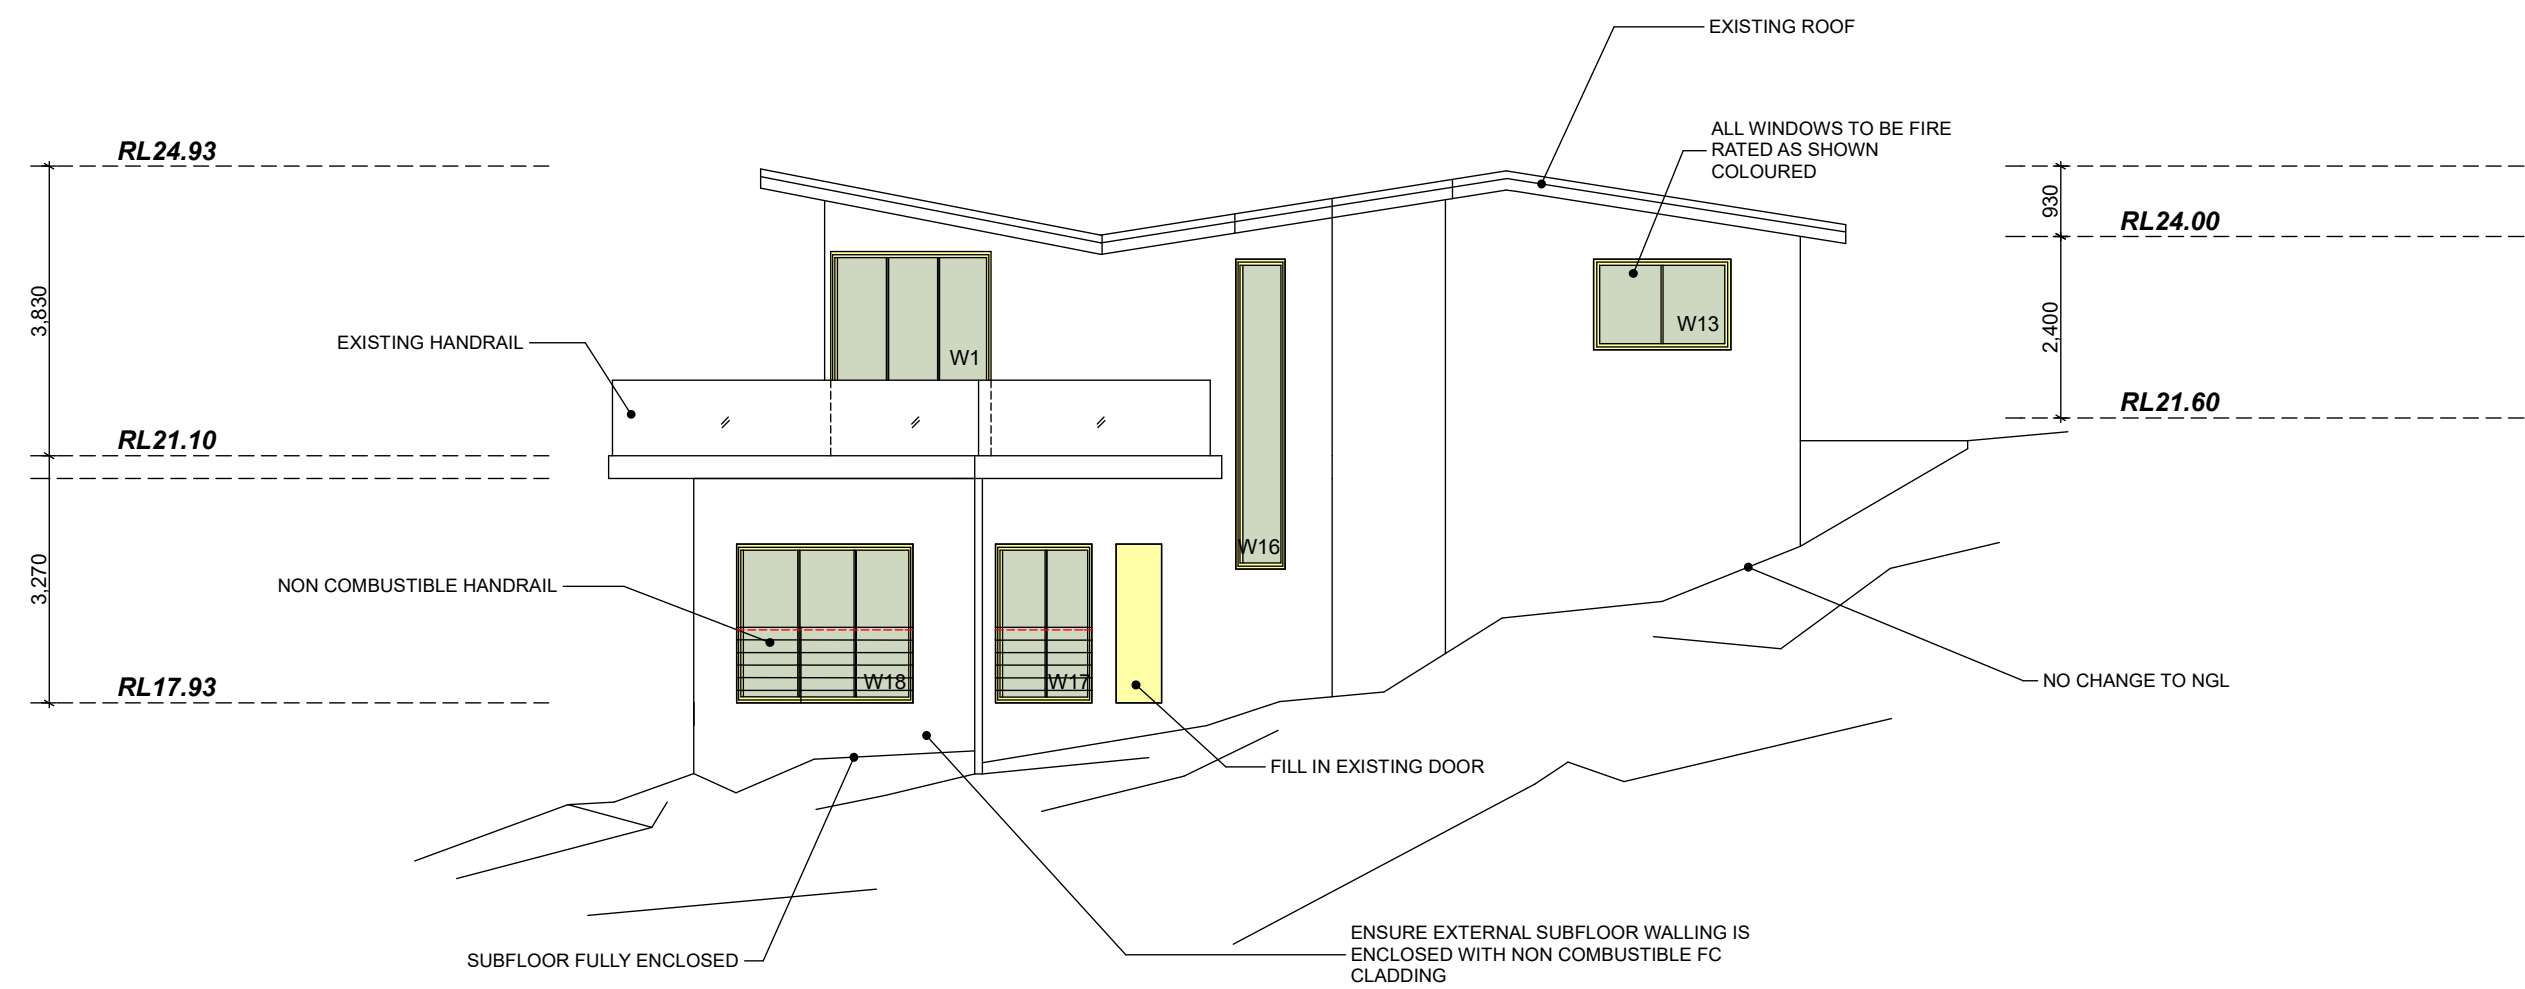 EXISTING ROOF
ALL WINDOWS TO BE FIRE
RATED AS SHOWN
COLOURED
RL24.93
930
RL24.00
3,830
2,400
W13
EXISTING HANDRAIL
W1
RL21.60
RL21.10
W16
3,270
NON COMBUSTIBLE HANDRAIL
W18
W17
RL17.93
NO CHANGE TO NGL
FILL IN EXISTING DOOR
SUBFLOOR FULLY ENCLOSED
ENSURE EXTERNAL SUBFLOOR WALLING IS
ENCLOSED WITH NON COMBUSTIBLE FC
CLADDING